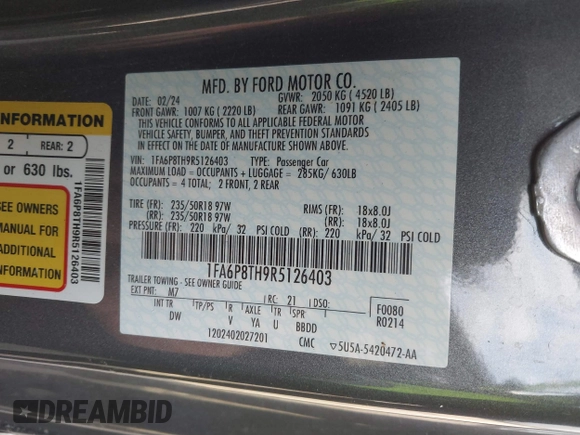 INFORMATION
2 REAR: 2
or 630 lbs.
SEE OWNERS
MANUAL FOR
ADDITIONAL
INFORMATION
1FA6P8TH9R5126403
MFD. BY FORD MOTOR CO.
DATE: 02/24 GVWR: 2050 KG ( 4520 LB)
FRONT GAWR: 1007 KG ( 2220 LB) REAR GAWR: 1091 KG ( 2405 LB)
THIS VEHICLE CONFORMS TO ALL APPLICABLE FEDERAL MOTOR
VEHICLE SAFETY, BUMPER, AND THEFT PREVENTION STANDARDS
IN EFFECT ON THE DATE OF MANUFACTURE SHOWN ABOVE.
VIN: 1FA6P8TH9R5126403 TYPE: Passenger Car
MAXIMUM LOAD = OCCUPANTS + LUGGAGE = 285KG/ 630LB
OCCUPANTS = 4 TOTAL; 2 FRONT, 2 REAR
TIRE (FR): 235/50R18 97W RIMS (FR): 18x8.0J
(RR): 235/50R18 97W (RR): 18x8.0J
PRESSURE (FR): 220 kPa/ 32 PSI COLD (RR): 220 kPa/ 32 PSI COLD
1FA6P8TH9R5126403
TRAILER TOWING - SEE OWNER GUIDE
EXT PNT: M7 RC: 21 DSO:
INT TR TP/PS R AXLE TR SPR F0080
DW V YA U BBDD R0214
1202402027201 CMC 5U5A-5420472-AA
DREAMBID